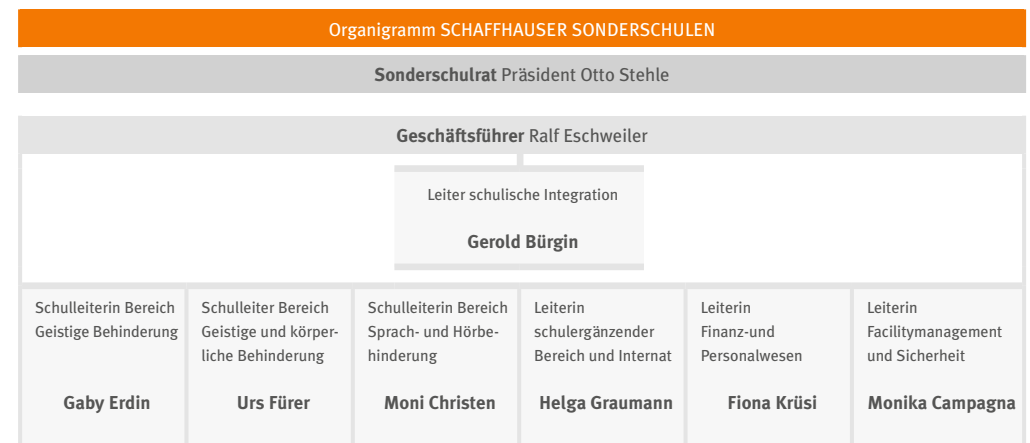 Organigramm SCHAFFHAUSER SONDERSCHULEN
Sonderschulrat Präsident Otto Stehle
Geschäftsführer Ralf Eschweiler
Leiter schulische Integration
Gerold Bürgin
Schulleiterin Bereich
Geistige Behinderung
Gaby Erdin
Schulleiter Bereich
Geistige und körper-
liche Behinderung
Urs Fürer
Schulleiterin Bereich
Sprach- und Hörbe-
hinderung
Moni Christen
Leiterin
schulergänzender
Bereich und Internat
Helga Graumann
Leiterin
Finanz-und
Personalwesen
Fiona Krüsi
Leiterin
Facilitymanagement
und Sicherheit
Monika Campagna